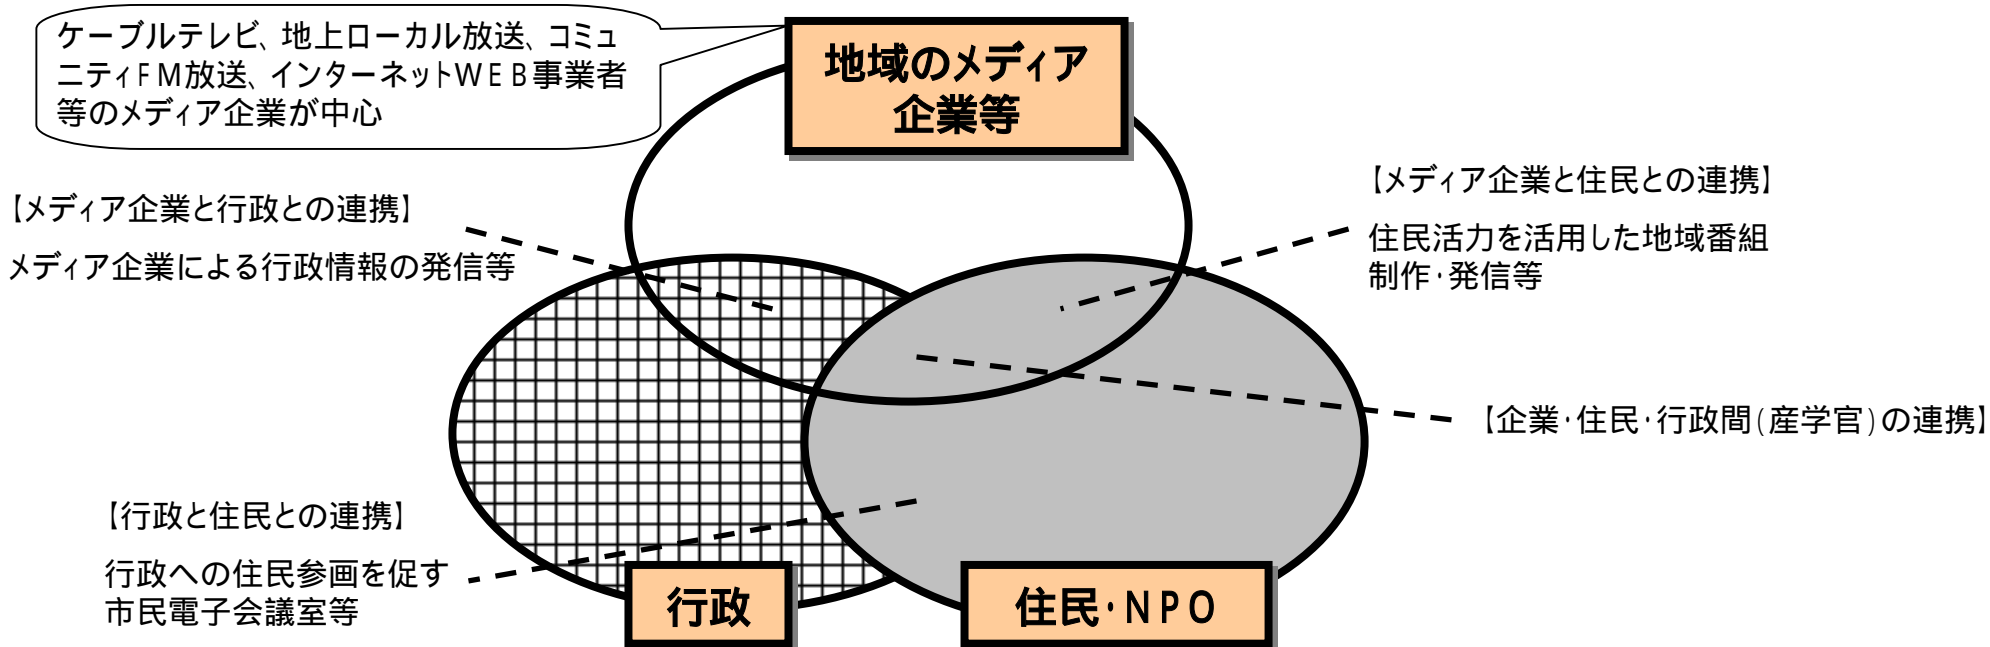 ケーブルテレビ、地上ローカル放送、コミュ
ニティFM放送、インターネットWEB事業者
等のメディア企業が中心
地域のメディア
企業等
【メディア企業と行政との連携】
メディア企業による行政情報の発信等
【メディア企業と住民との連携】
住民活力を活用した地域番組
制作・発信等
【企業・住民・行政間(産学官)の連携】
【行政と住民との連携】
行政への住民参画を促す
市民電子会議室等
行政
住民・NPO